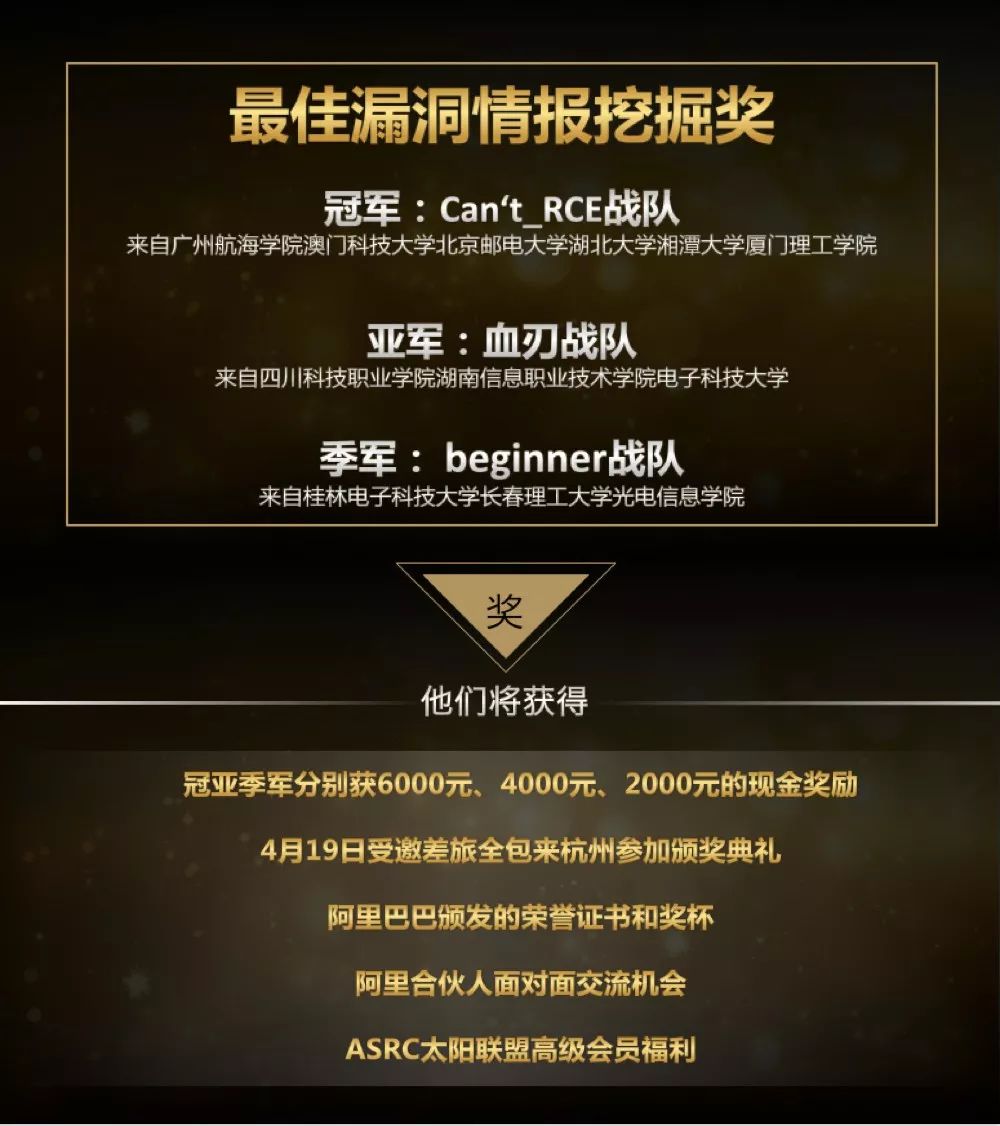 最佳漏洞情报挖掘奖
冠军：Can‘t_RCE战队
来自广州航海学院澳门科技大学北京邮电大学湖北大学湘潭大学厦门理工学院
亚军：血刃战队
来自四川科技职业学院湖南信息职业技术学院电子科技大学
季军： beginner战队
来自桂林电子科技大学长春理工大学光电信息学院
奖
他们将获得
冠亚季军分别获6000元、4000元、2000元的现金奖励
4月19日受邀差旅全包来杭州参加颁奖典礼
阿里巴巴颁发的荣誉证书和奖杯
阿里合伙人面对面交流机会
ASRC太阳联盟高级会员福利